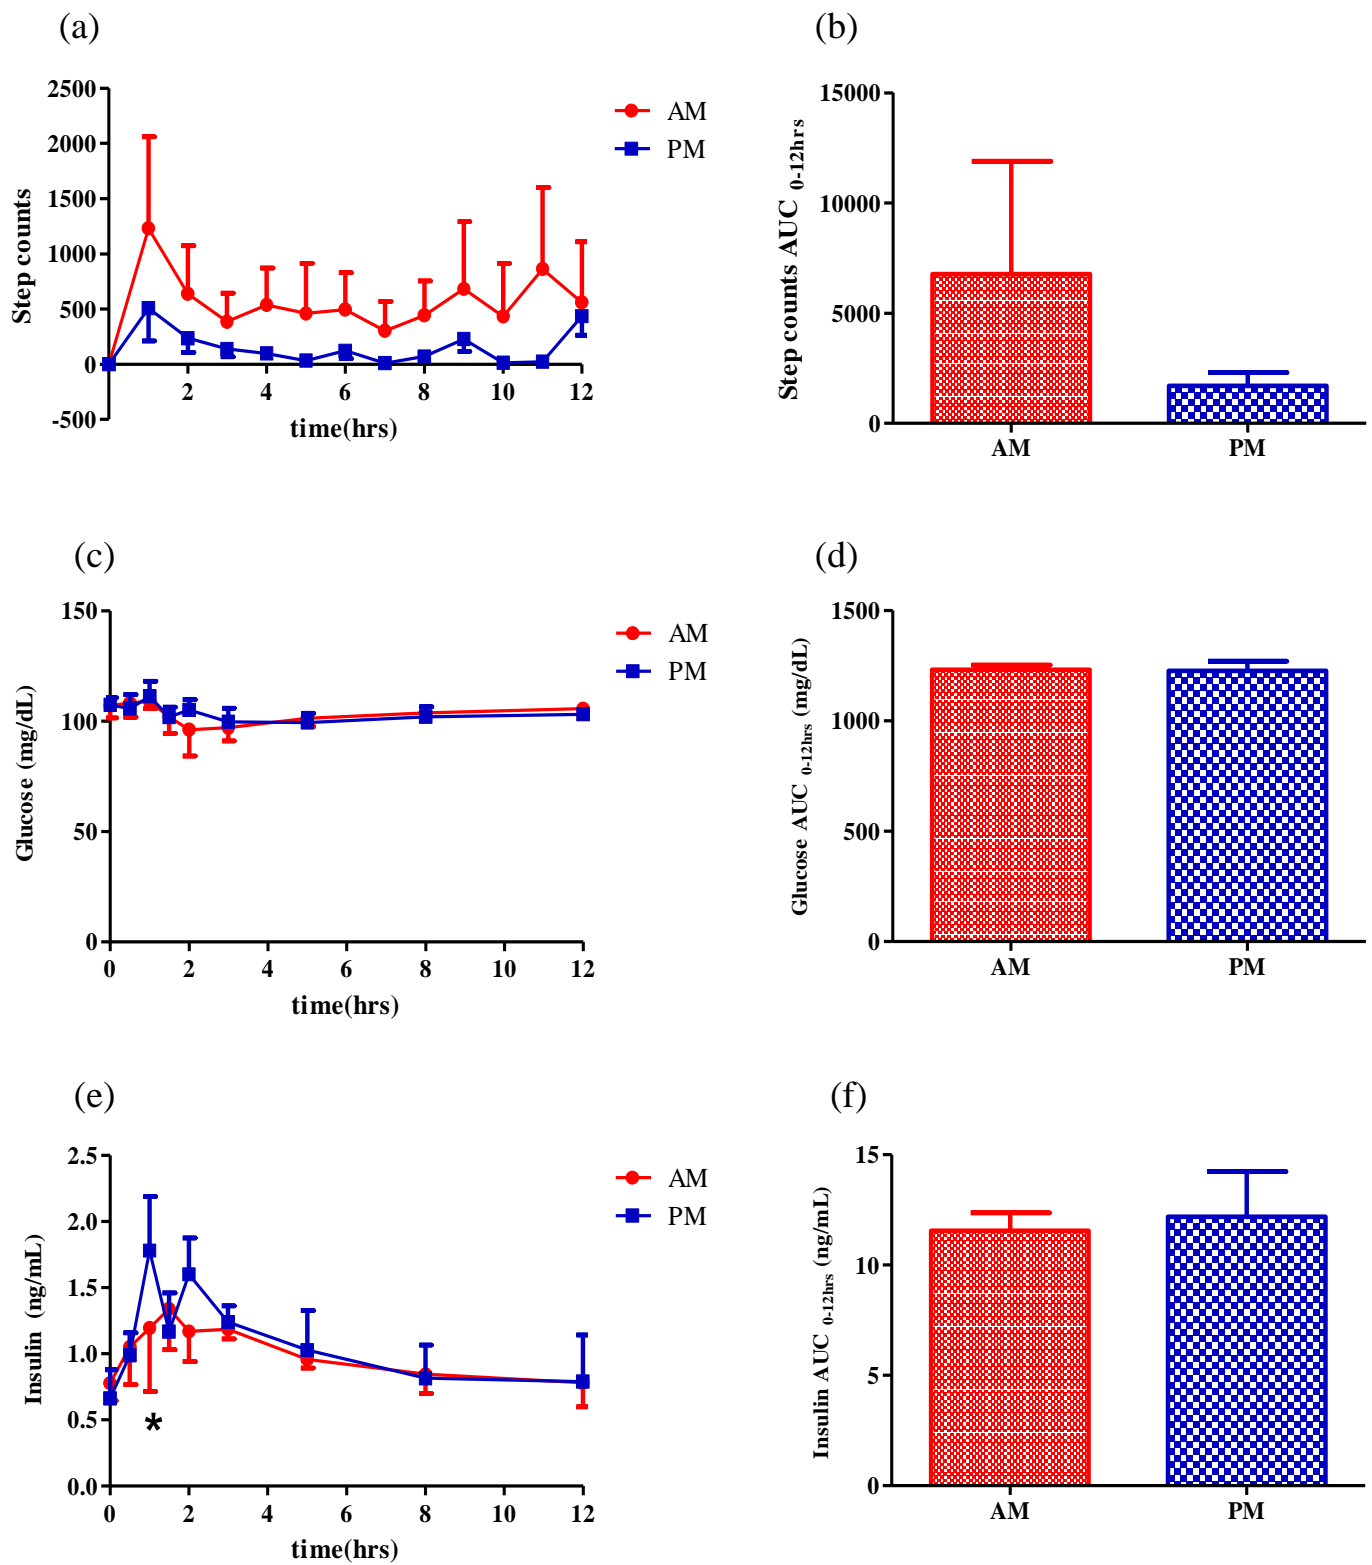 (a)
2500
2000
1500
1000
500
0
-500
2 4 6 8 10 12
Step counts
time(hrs)
AM
PM
(b)
15000
10000
5000
0
Step counts AUC 0-12hrs
AM PM
(c)
150
100
50
0
0 2 4 6 8 10 12
Glucose (mg/dL)
time(hrs)
AM
PM
(d)
1500
1000
500
0
Glucose AUC 0-12hrs (mg/dL)
AM PM
(e)
2.5
2.0
1.5
1.0
0.5
0.0
0 2 4 6 8 10 12
Insulin (ng/mL)
time(hrs)
AM
PM
*
(f)
15
10
5
0
Insulin AUC 0-12hrs (ng/mL)
AM PM